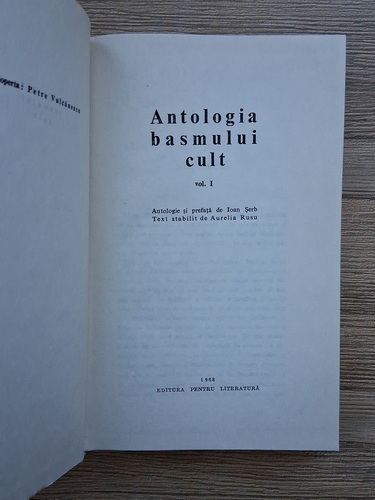 operta: Petre Vulcănescu
Antologia
basmului
cult
vol. I
Antologie și prefață de Ioan Șerb
Text stabilit de Aurelia Rusu
1968
EDITURA PENTRU LITERATURĂ